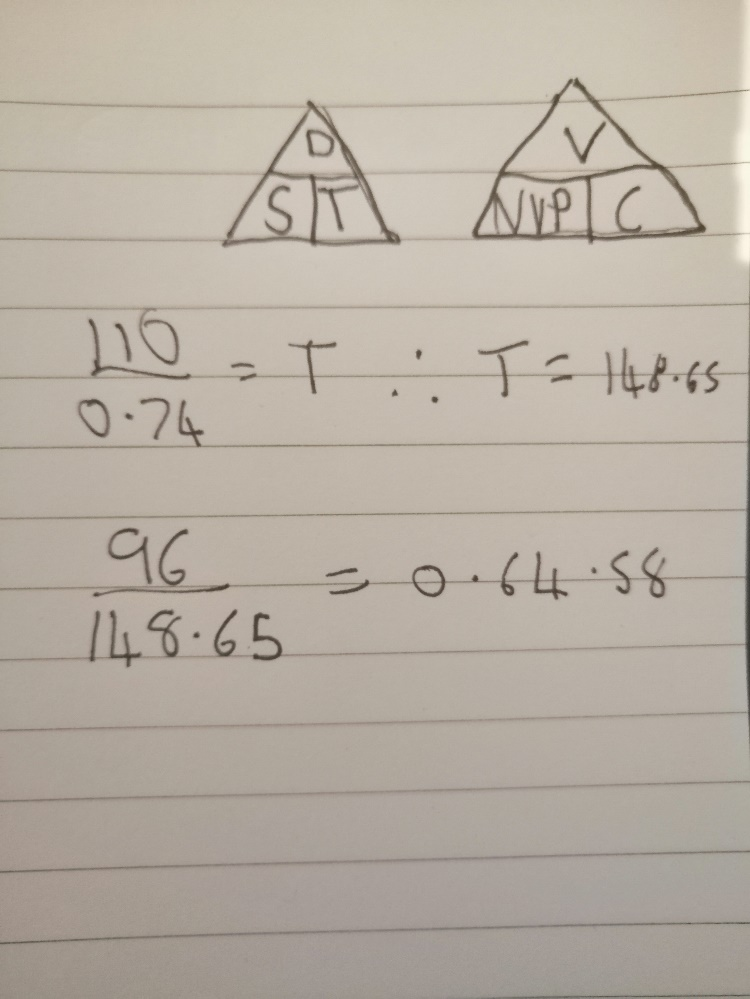 D V
S T NVP C
110
0.74 = T ∴ T = 148.65
96
148.65 = 0.64.58